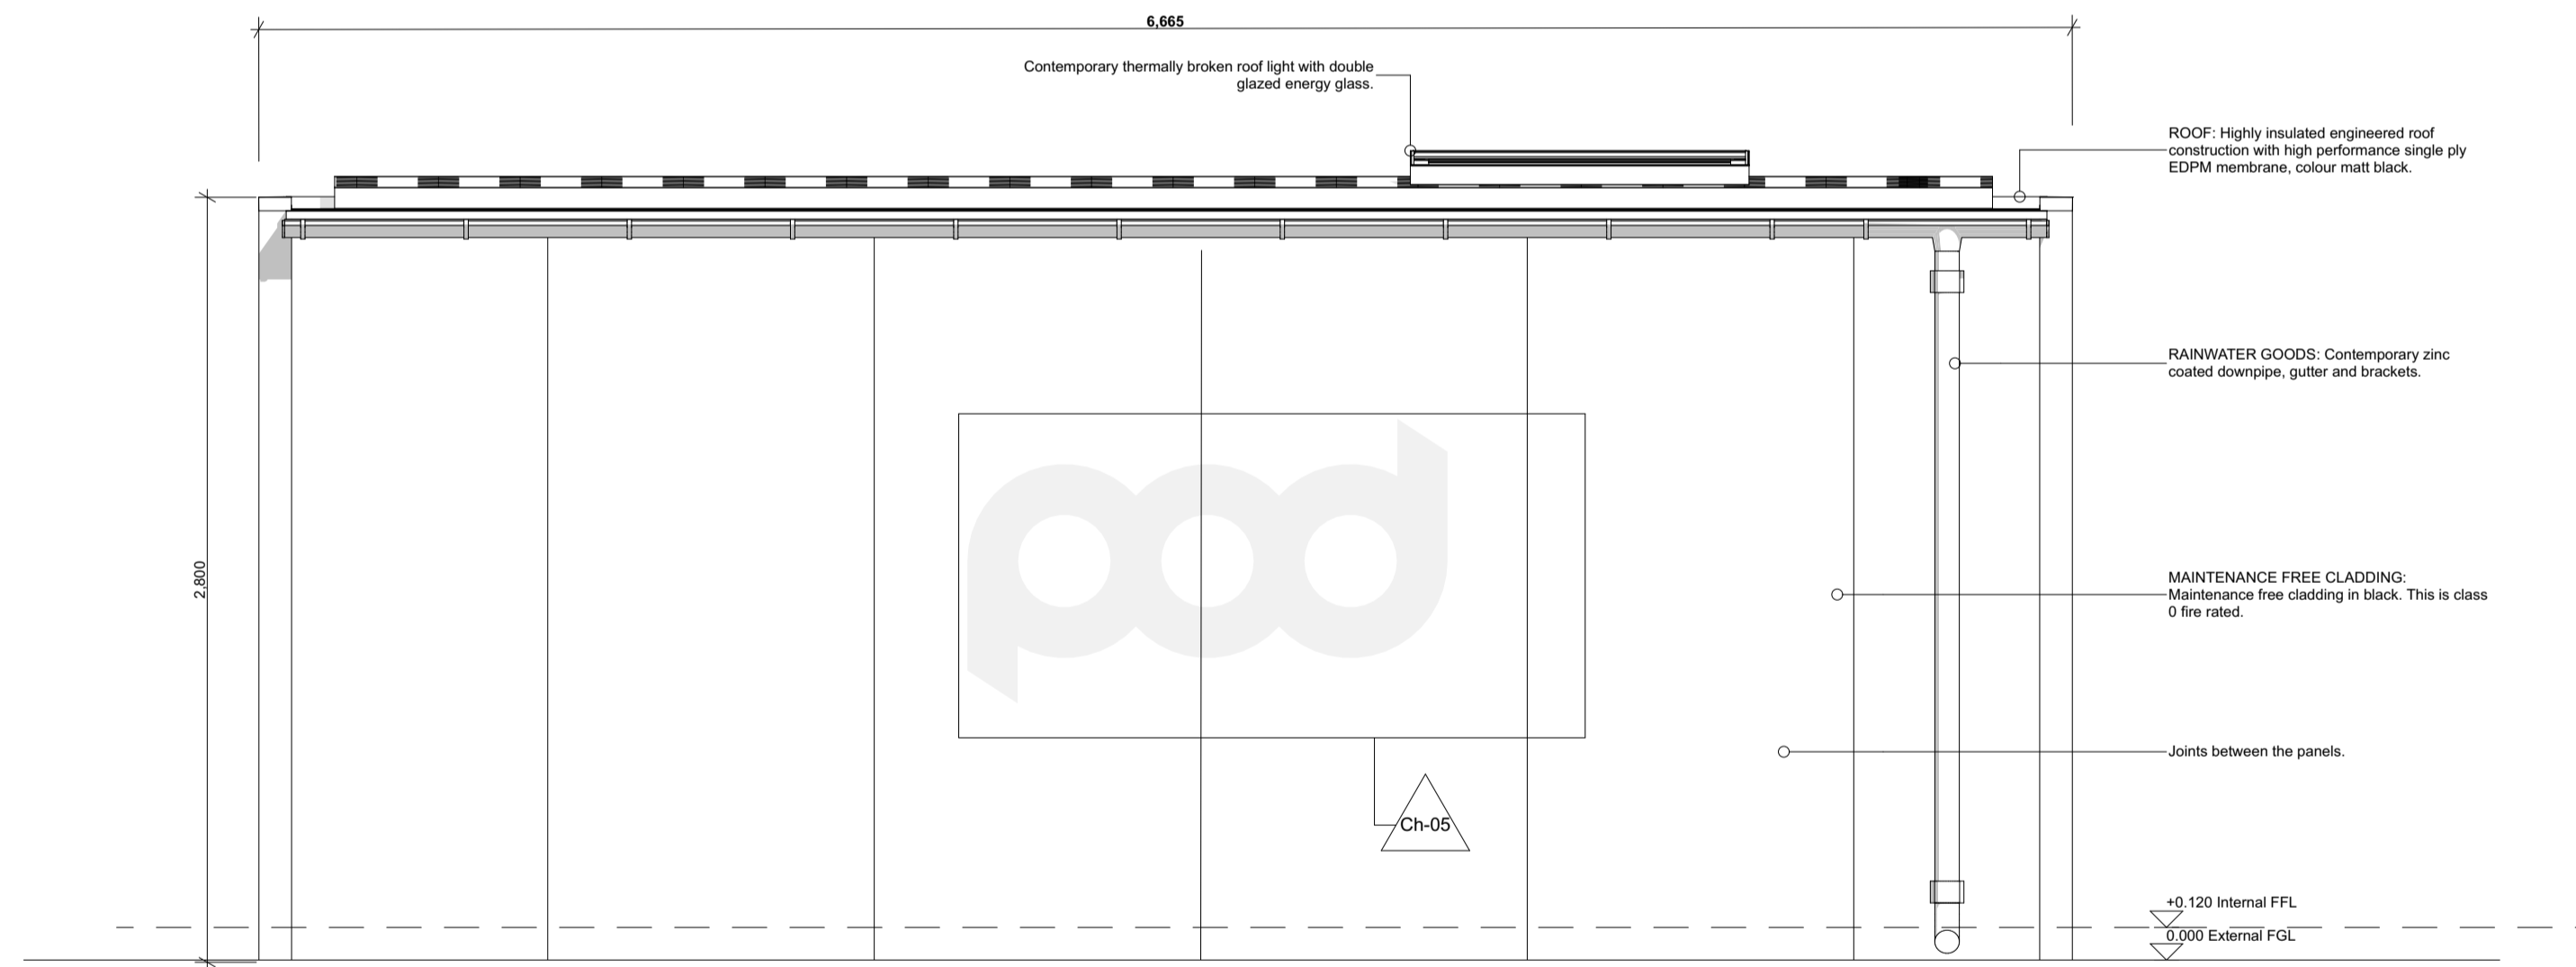 6,665
Contemporary thermally broken roof light with double
glazed energy glass.
ROOF: Highly insulated engineered roof
construction with high performance single ply
EDPM membrane, colour matt black.
RAINWATER GOODS: Contemporary zinc
coated downpipe, gutter and brackets.
2,800
pod
MAINTENANCE FREE CLADDING:
Maintenance free cladding in black. This is class
0 fire rated.
Joints between the panels.
Ch-05
+0.120 Internal FFL
0.000 External FGL